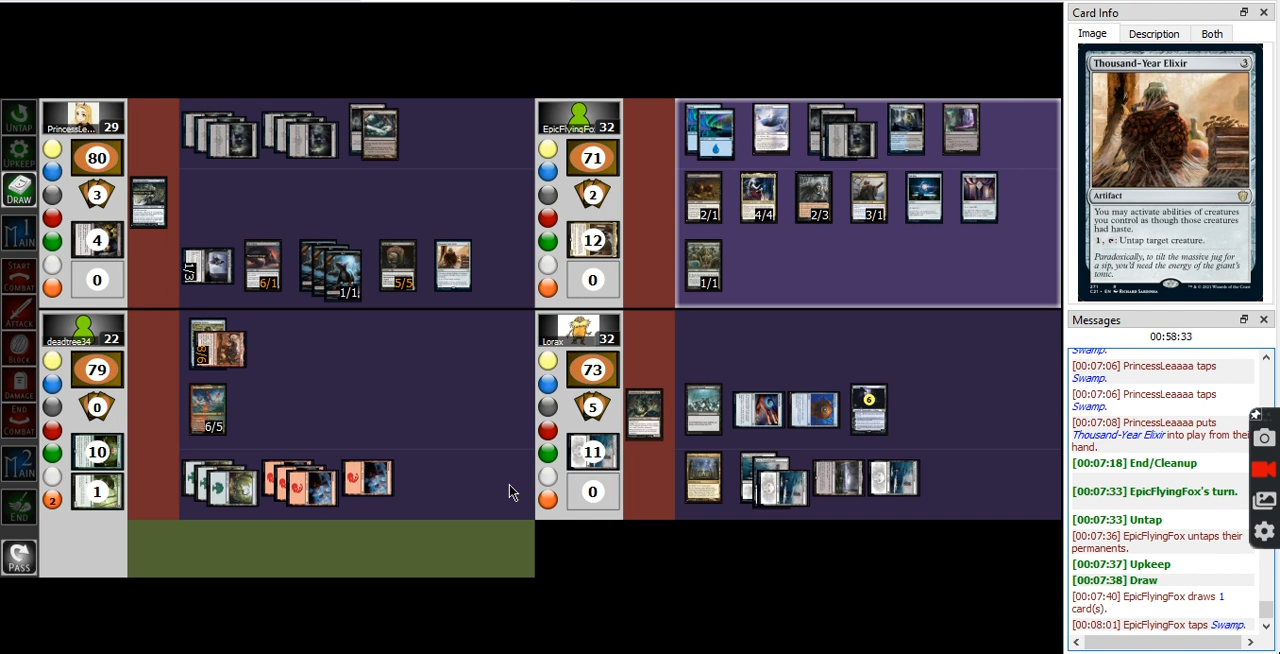 Card Info
Image
Description
Both
Thousand-Year Elixir
3
Artifact
You may activate abilities of creatures
you control as though those creatures
had haste.
1, : Untap target creature.
Paradoxically, to tilt the massive jug for
a sip, you'd need the energy of the giant's
tonic.
Messages
00:58:33
Swamp.
[00:07:06] PrincessLeaaaa taps
Swamp.
[00:07:06] PrincessLeaaaa taps
Swamp.
[00:07:08] PrincessLeaaaa puts
Thousand-Year Elixir into play from their
hand.
[00:07:18] End/Cleanup
[00:07:33] EpicFlyingFox's turn.
[00:07:33] Untap
[00:07:36] EpicFlyingFox untaps their
permanents.
[00:07:37] Upkeep
[00:07:38] Draw
[00:07:40] EpicFlyingFox draws 1
card(s).
[00:08:01] EpicFlyingFox taps Swamp.
UNTAP
UPKEEP
DRAW
M1
MAIN
START
COMBAT
ATTACK
BLOCK
DAMAGE
END
COMBAT
M2
MAIN
END
PASS
PrincessLe... 29
80
3
4
0
1/3
6/1
1/1
5/5
EpicFlyingFo: 32
71
2
12
0
2/1
4/4
2/3
3/1
1/1
deadtree34 22
79
0
10
1
2
3/6
6/5
Lorax 32
73
5
11
0
6